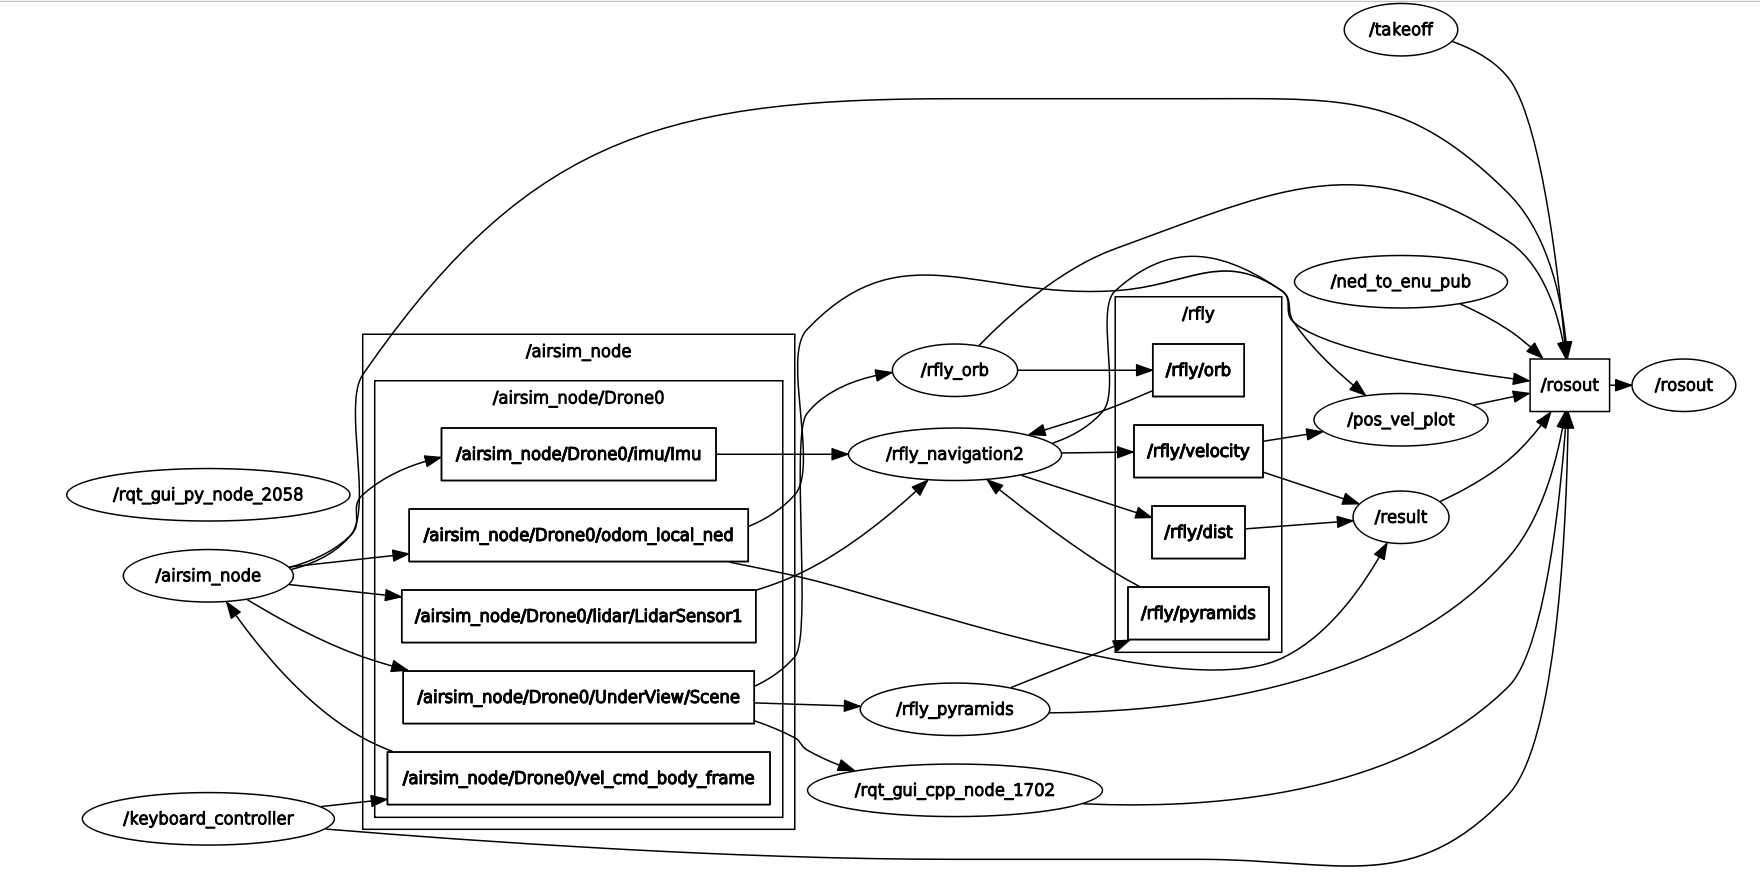 /takeoff
/ned_to_enu_pub
/rfly
/airsim_node
/rfly_orb
/rfly/orb
/rosout
/rosout
/airsim_node/Drone0
/pos_vel_plot
/airsim_node/Drone0/imu/Imu
/rfly_navigation2
/rfly/velocity
/rqt_gui_py_node_2058
/result
/airsim_node/Drone0/odom_local_ned
/rfly/dist
/airsim_node
/airsim_node/Drone0/lidar/LidarSensor1
/rfly/pyramids
/airsim_node/Drone0/UnderView/Scene
/rfly_pyramids
/airsim_node/Drone0/vel_cmd_body_frame
/rqt_gui_cpp_node_1702
/keyboard_controller